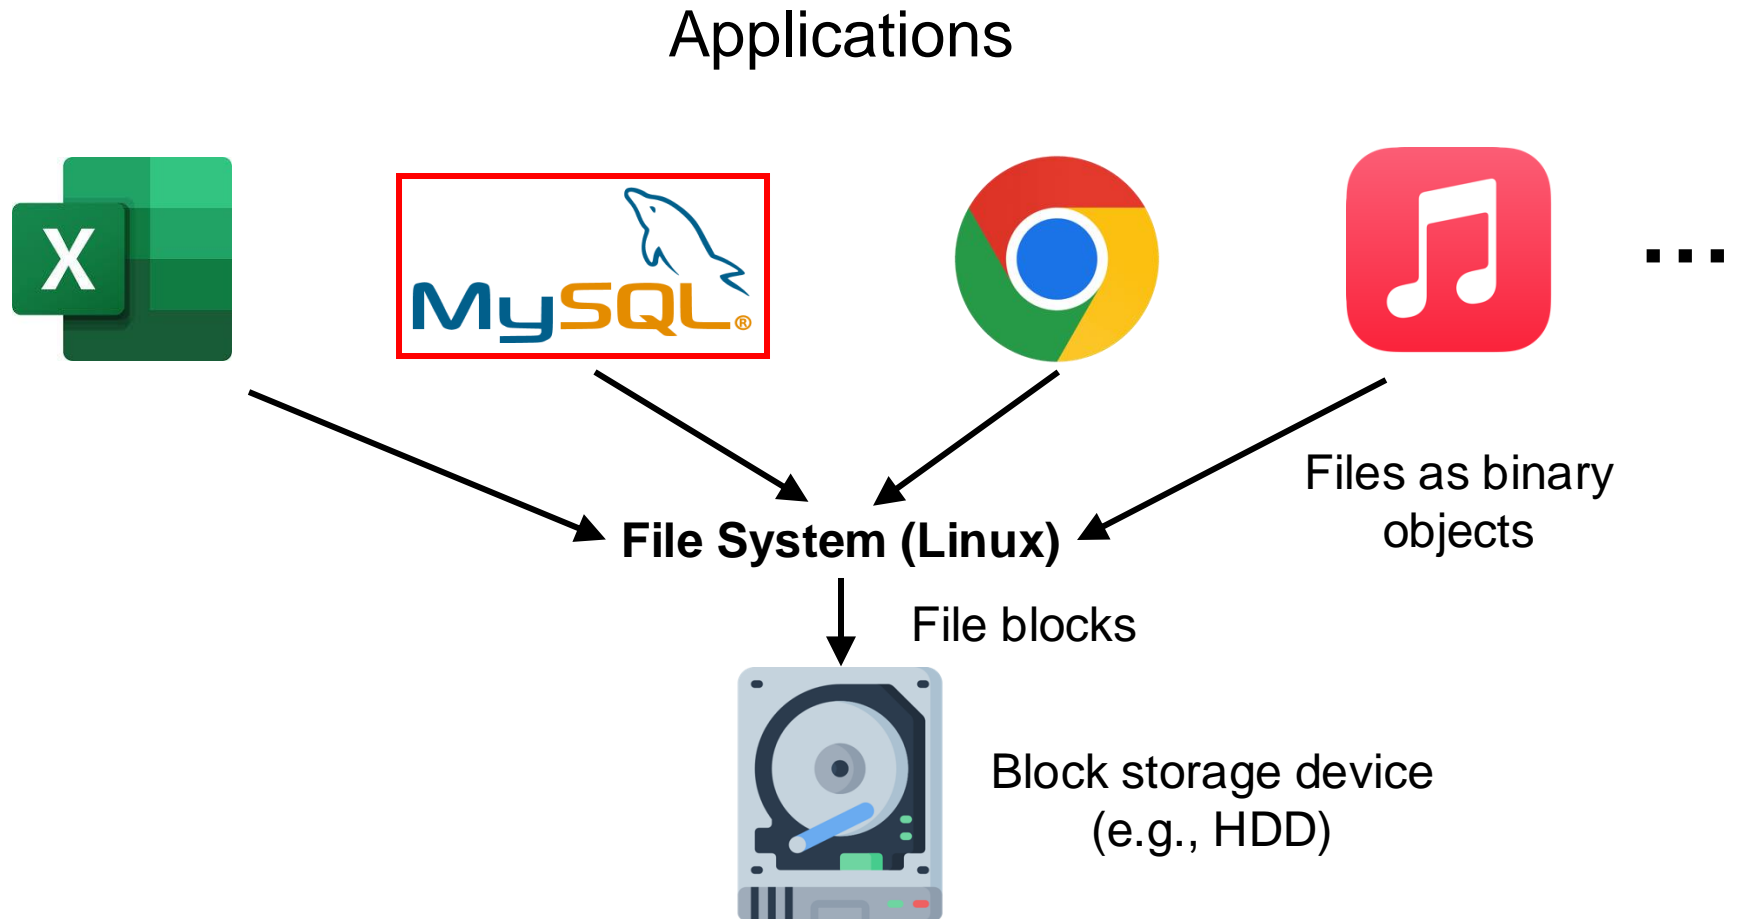 Applications
X
MySQL®
...
Files as binary
objects
File System (Linux)
File blocks
Block storage device
(e.g., HDD)